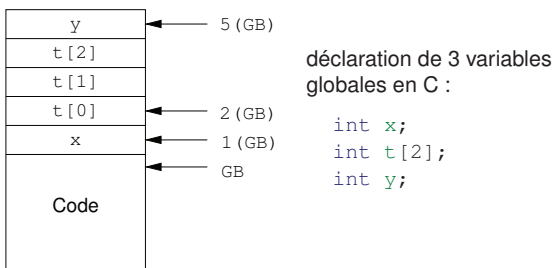 y
5(GB)
t[2]
t[1]
t[0]
2(GB)
x
1(GB)
GB
Code
déclaration de 3 variables
globales en C :
int x;
int t[2];
int y;